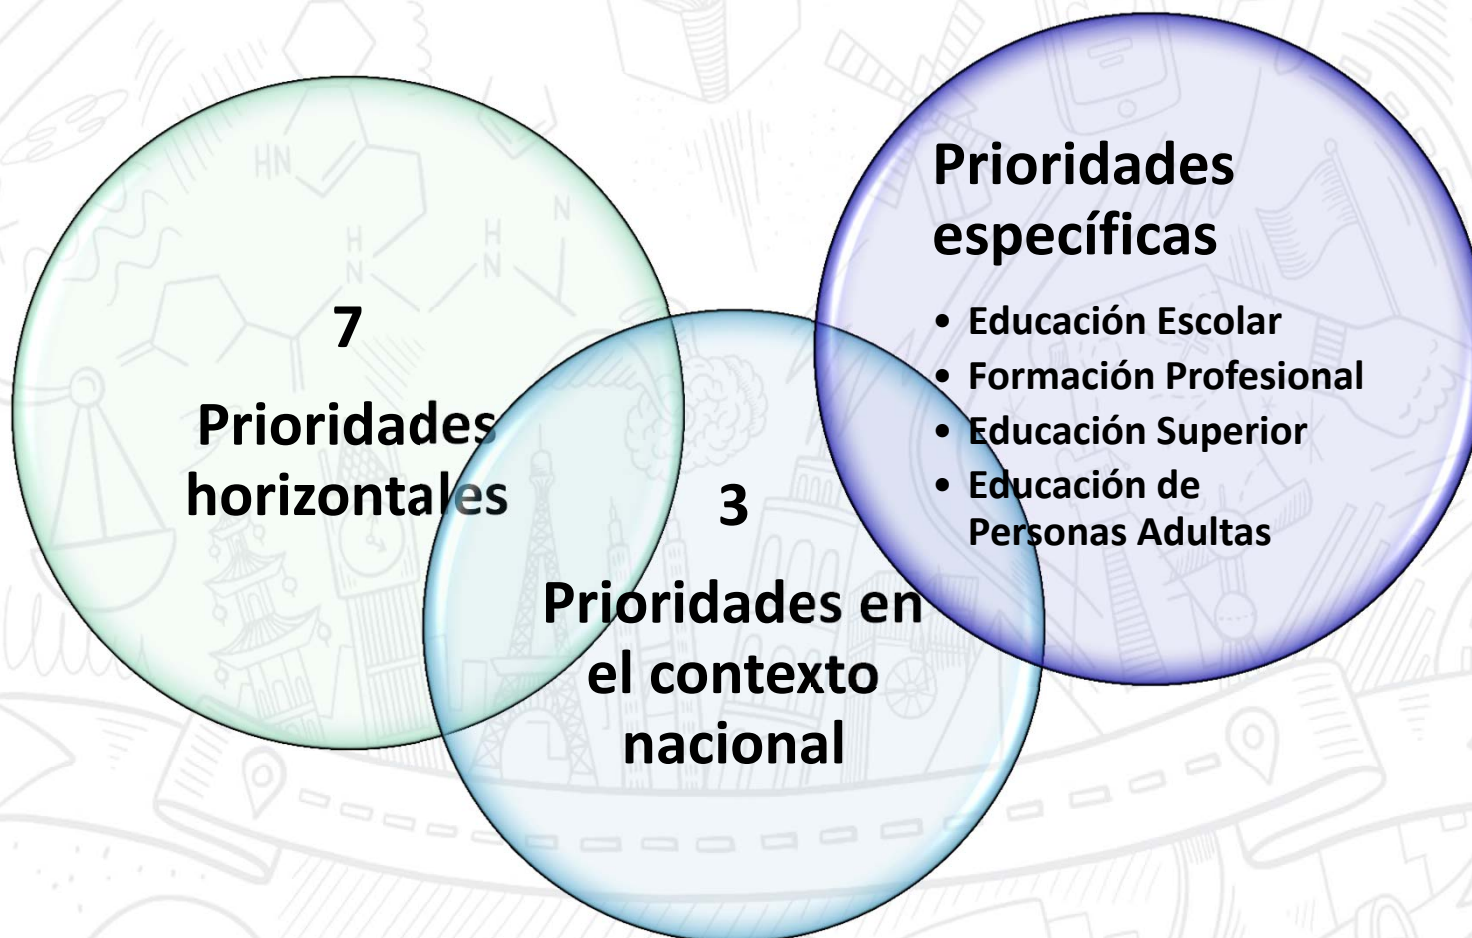 7
Prioridades
horizontales
3
Prioridades en
el contexto
nacional
Prioridades
específicas
• Educación Escolar
• Formación Profesional
• Educación Superior
• Educación de
Personas Adultas
HN
H
N
H
N
N